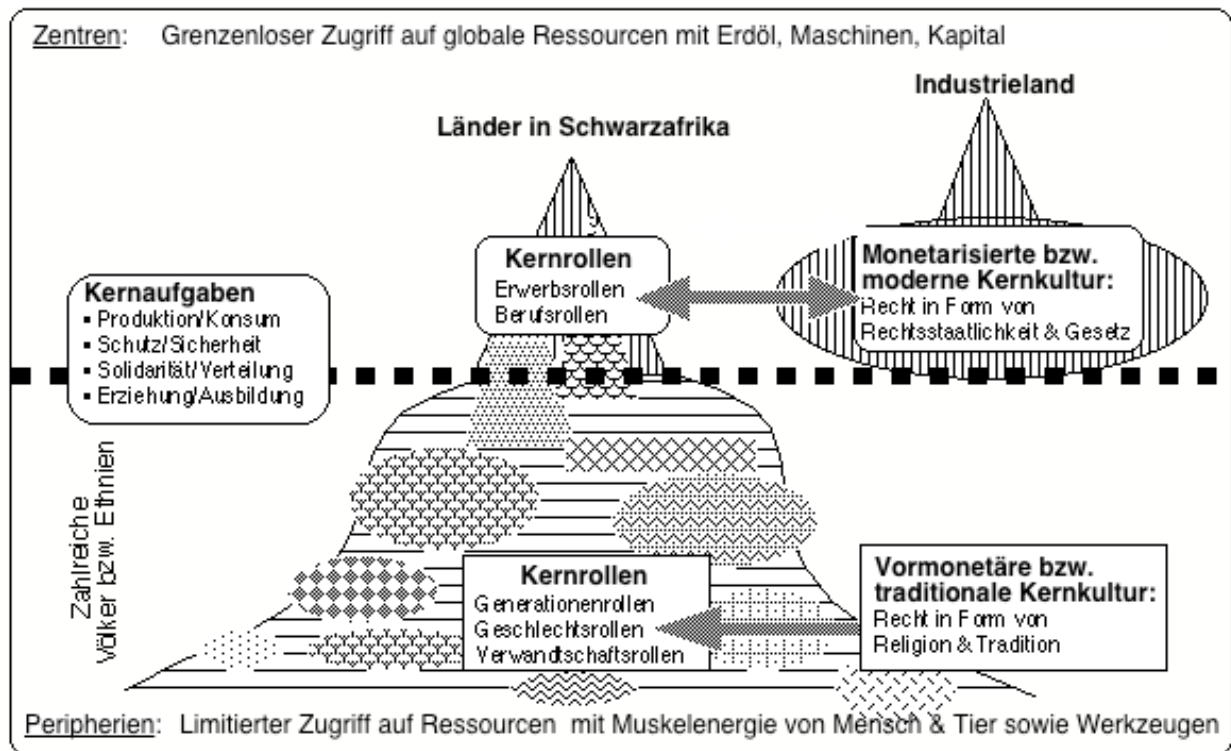 Zentren: Grenzenloser Zugriff auf globale Ressourcen mit Erdöl, Maschinen, Kapital
Industrieland
Länder in Schwarzafrika
Kernrollen
Erwerbsrollen
Berufsrollen
Monetarisierte bzw.
moderne Kernkultur:
Recht in Form von
Rechtsstaatlichkeit & Gesetz
Kernaufgaben
▪ Produktion/Konsum
▪ Schutz/Sicherheit
▪ Solidarität/Verteilung
▪ Erziehung/Ausbildung
Zahlreiche
Völker bzw. Ethnien
Kernrollen
Generationenrollen
Geschlechtsrollen
Verwandtschaftsrollen
Vormonetäre bzw.
traditionale Kernkultur:
Recht in Form von
Religion & Tradition
Peripherien: Limitierter Zugriff auf Ressourcen mit Muskelenergie von Mensch & Tier sowie Werkzeugen